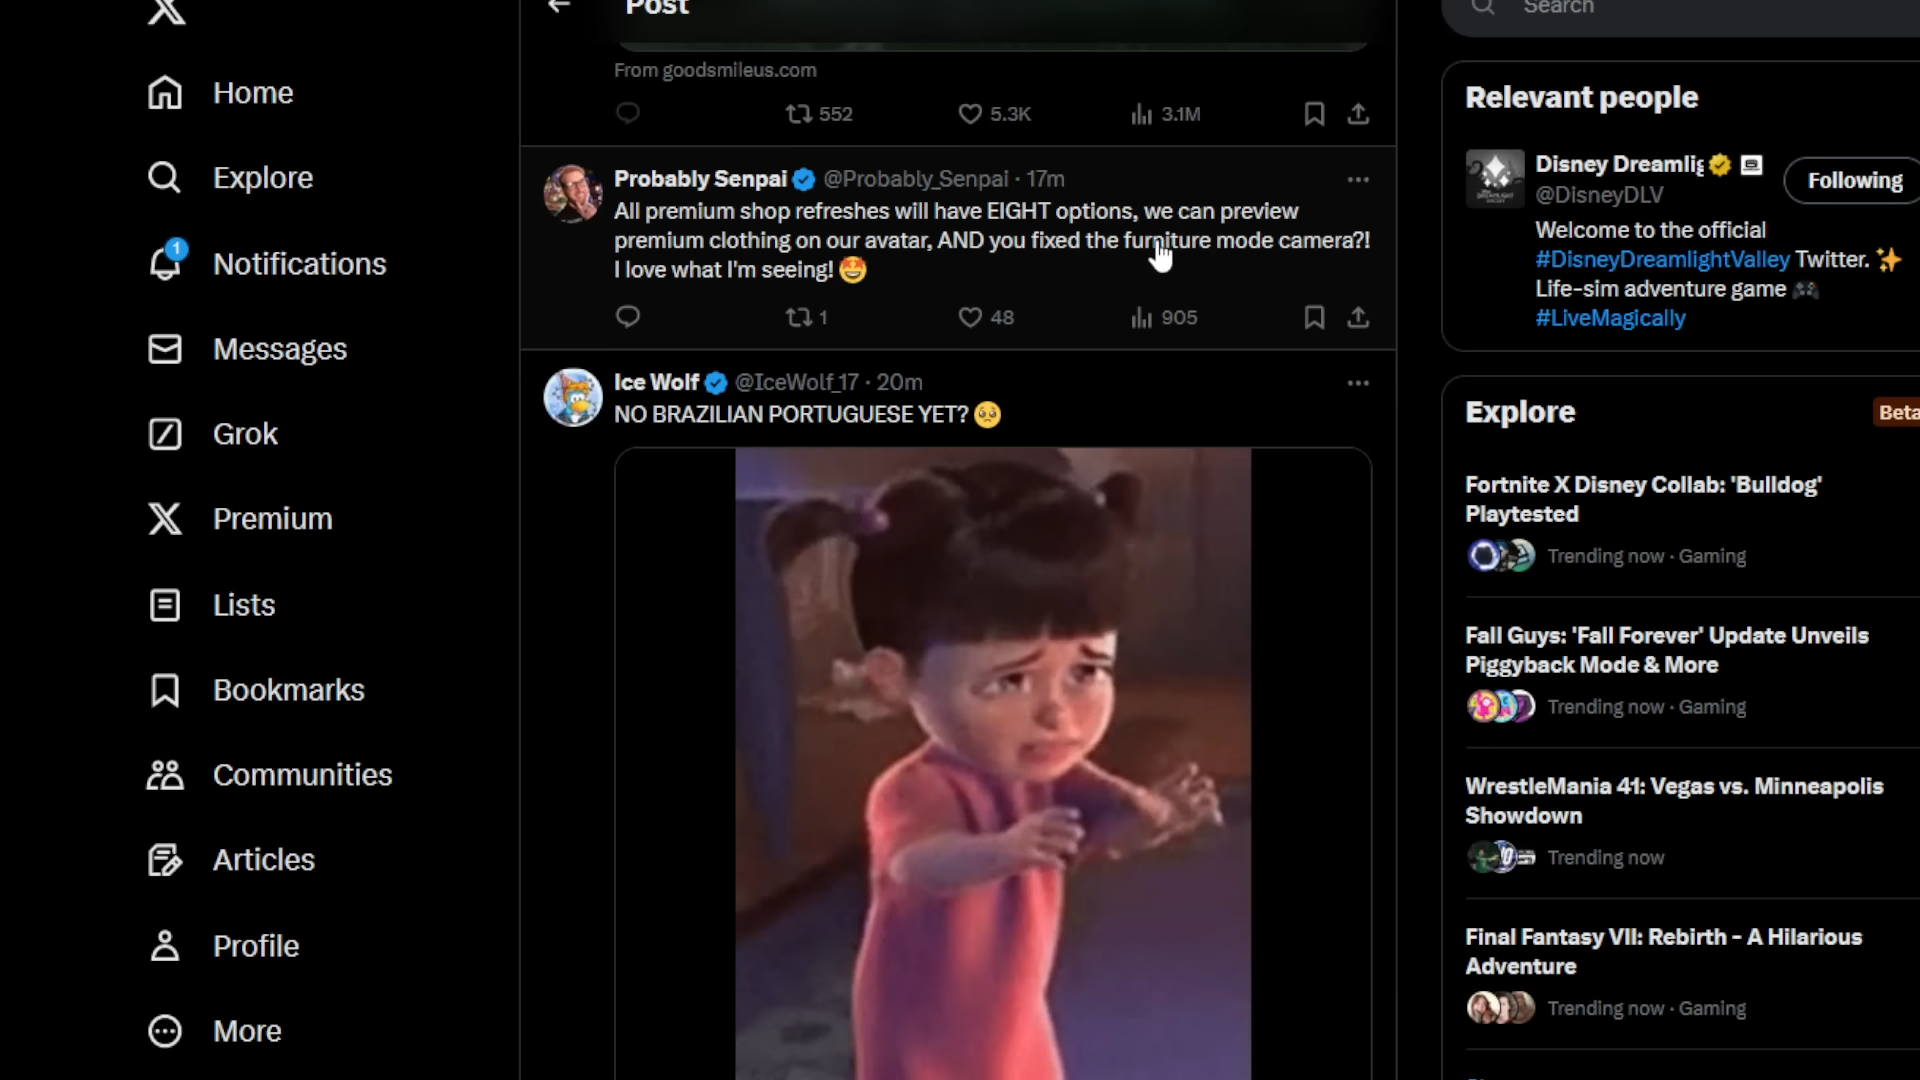 Post
Search
Home
Explore
1
Notifications
Messages
Grok
Premium
Lists
Bookmarks
Communities
Articles
Profile
More
From goodsmileus.com
552
5.3K
3.1M
Probably Senpai @Probably_Senpai · 17m
All premium shop refreshes will have EIGHT options, we can preview
premium clothing on our avatar, AND you fixed the furniture mode camera?!
I love what I'm seeing! 🤩
1
48
905
Ice Wolf @IceWolf_17 · 20m
NO BRAZILIAN PORTUGUESE YET? 🥺
Relevant people
Disney Dreamlig
@DisneyDLV
Following
Welcome to the official
#DisneyDreamlightValley Twitter. ✨
Life-sim adventure game 🎮
#LiveMagically
Explore
Beta
Fortnite X Disney Collab: 'Bulldog'
Playtested
Trending now · Gaming
Fall Guys: 'Fall Forever' Update Unveils
Piggyback Mode & More
Trending now · Gaming
WrestleMania 41: Vegas vs. Minneapolis
Showdown
Trending now
Final Fantasy VII: Rebirth - A Hilarious
Adventure
Trending now · Gaming